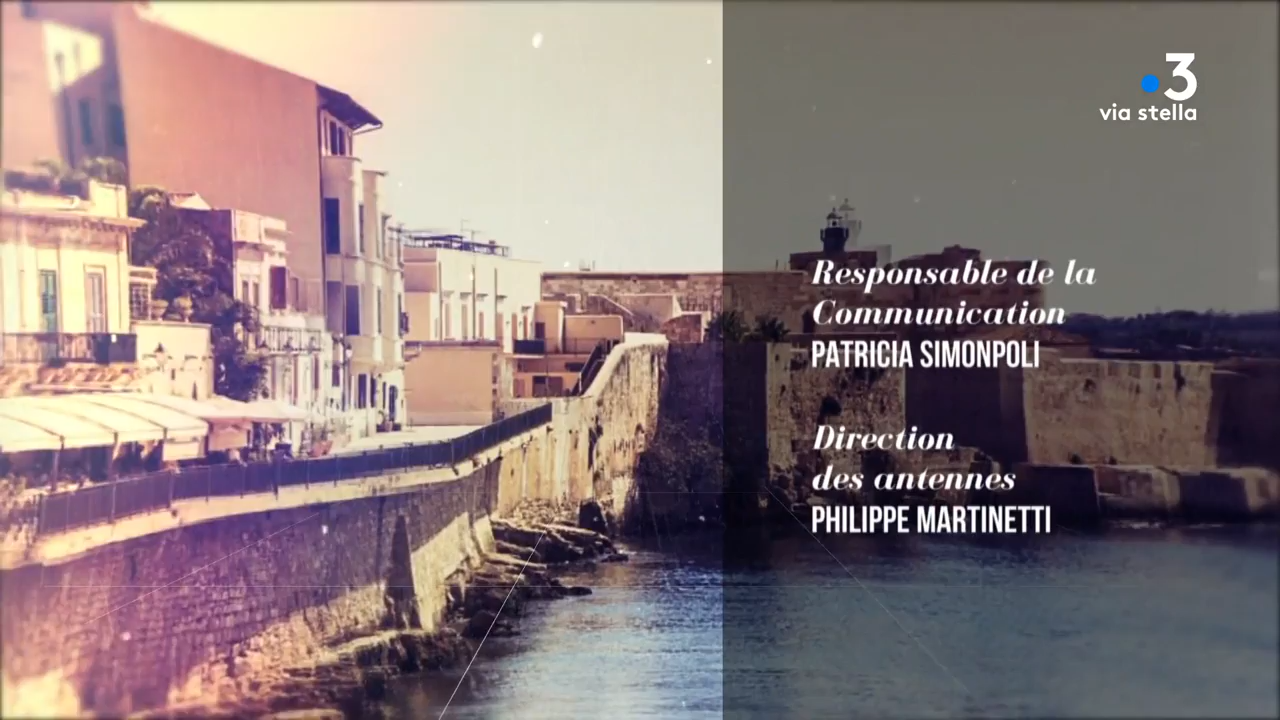 3
via stella
Responsable de la
Communication
PATRICIA SIMONPOLI
Direction
des antennes
PHILIPPE MARTINETTI